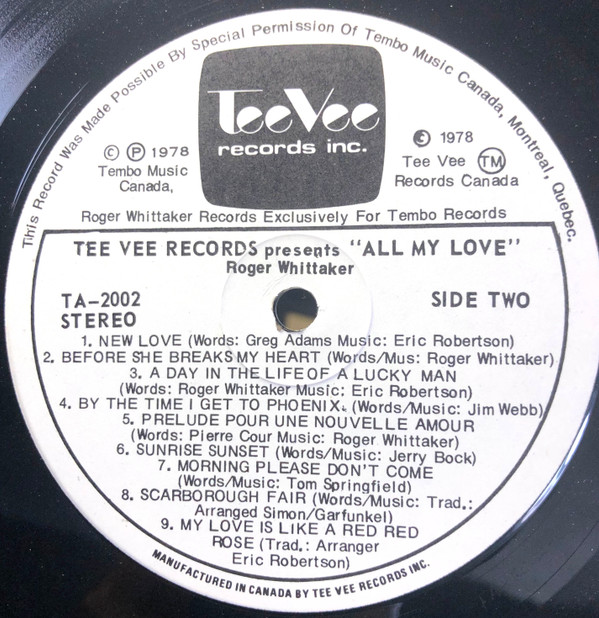 This Record Was Made Possible By Special Permission Of Tembo Music Canada, Montreal, Quebec.
TeeVee
records inc.
© Ⓟ 1978
Tembo Music
Canada,
© 1978
Tee Vee TM
Records Canada
Roger Whittaker Records Exclusively For Tembo Records
TEE VEE RECORDS presents "ALL MY LOVE"
Roger Whittaker
TA-2002
STEREO
SIDE TWO
1. NEW LOVE (Words: Greg Adams Music: Eric Robertson)
2. BEFORE SHE BREAKS MY HEART (Words/Mus: Roger Whittaker)
3. A DAY IN THE LIFE OF A LUCKY MAN
(Words: Roger Whittaker Music: Eric Robertson)
4. BY THE TIME I GET TO PHOENIX. (Words/Music: Jim Webb)
5. PRELUDE POUR UNE NOUVELLE AMOUR
(Words: Pierre Cour Music: Roger Whittaker)
6. SUNRISE SUNSET (Words/Music: Jerry Bock)
7. MORNING PLEASE DON'T COME
(Words/Music: Tom Springfield)
8. SCARBOROUGH FAIR (Words/Music: Trad.:
Arranged Simon/Garfunkel)
9. MY LOVE IS LIKE A RED RED
ROSE (Trad.: Arranger
Eric Robertson)
MANUFACTURED IN CANADA BY TEE VEE RECORDS INC.